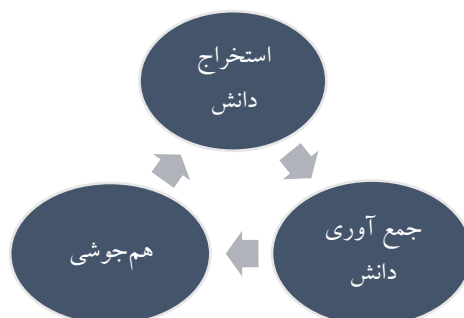 استخراج
دانش
جمع آوری
دانش
هم‌جوشی